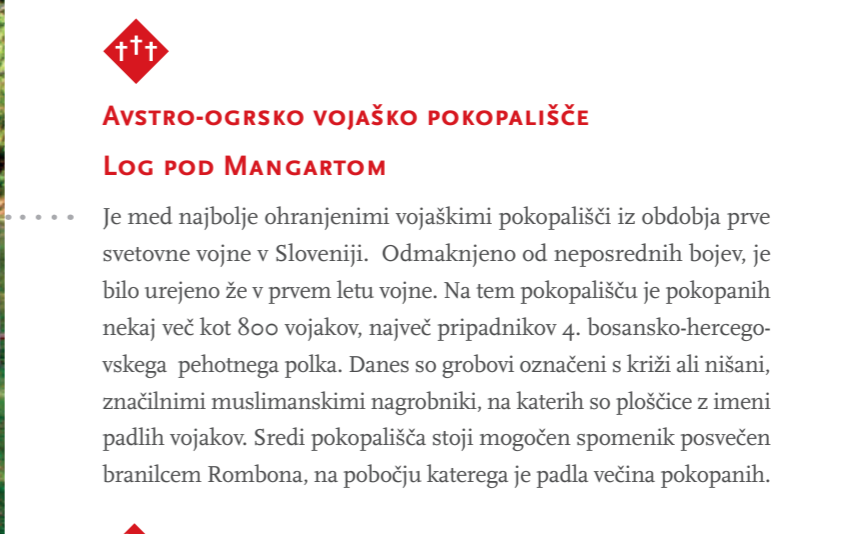 Avstro-ogrsko vojaško pokopališče
Log pod Mangartom
Je med najbolje ohranjenimi vojaškimi pokopališči iz obdobja prve
svetovne vojne v Sloveniji. Odmaknjeno od neposrednih bojev, je
bilo urejeno že v prvem letu vojne. Na tem pokopališču je pokopanih
nekaj več kot 800 vojakov, največ pripadnikov 4. bosansko-hercego-
vskega pehotnega polka. Danes so grobovi označeni s križi ali nišani,
značilnimi muslimanskimi nagrobniki, na katerih so ploščice z imeni
padlih vojakov. Sredi pokopališča stoji mogočen spomenik posvečen
branilcem Rombona, na pobočju katerega je padla večina pokopanih.